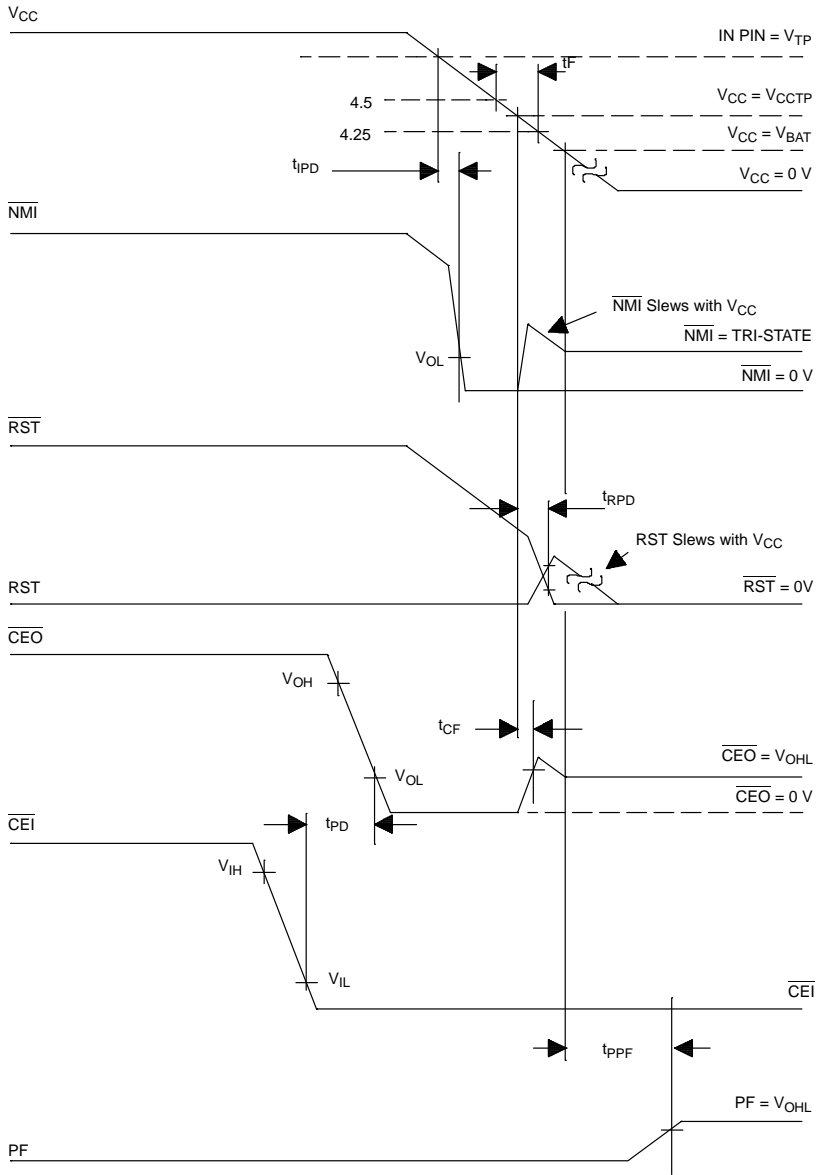 VCC
IN PIN = VTP
tF
4.5
VCC = VCCTP
4.25
VCC = VBAT
tIPD
VCC = 0 V
NMI
NMI Slews with VCC
NMI = TRI-STATE
VOL
NMI = 0 V
RST
tRPD
RST Slews with VCC
RST
RST = 0V
CEO
VOH
tCF
CEO = VOHL
VOL
CEO = 0 V
CEI
tPD
VIH
VIL
CEI
tPPF
PF = VOHL
PF